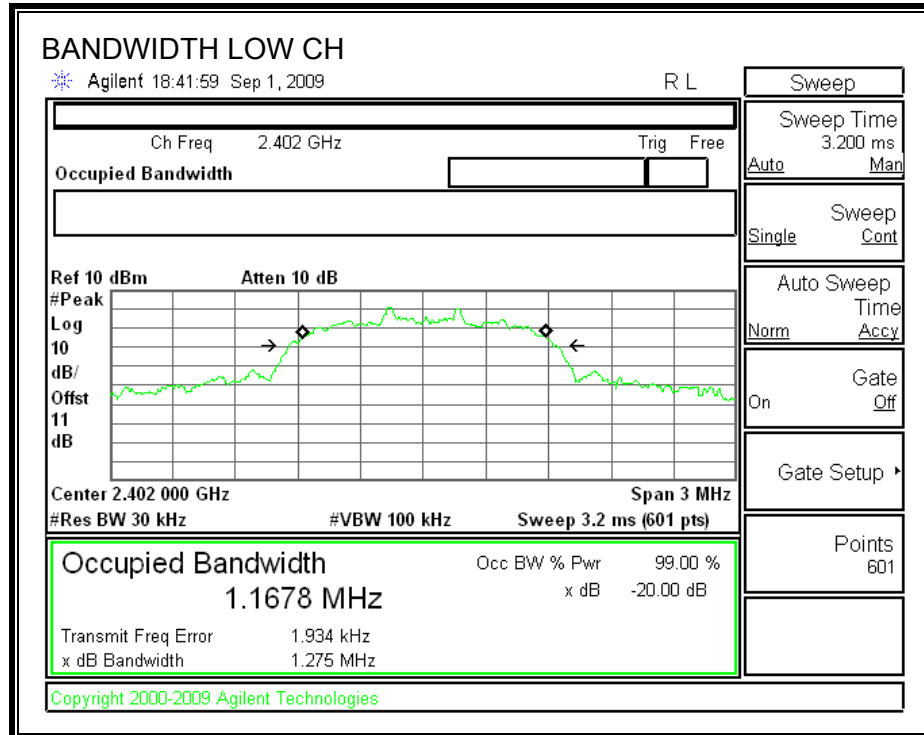 BANDWIDTH LOW CH
Agilent 18:41:59 Sep 1, 2009 R L
Ch Freq 2.402 GHz Trig Free
Occupied Bandwidth
Ref 10 dBm Atten 10 dB
#Peak
Log
10
dB/
Offst
11
dB
Center 2.402 000 GHz Span 3 MHz
#Res BW 30 kHz #VBW 100 kHz Sweep 3.2 ms (601 pts)
Occupied Bandwidth Occ BW % Pwr 99.00 %
1.1678 MHz x dB -20.00 dB
Transmit Freq Error 1.934 kHz
x dB Bandwidth 1.275 MHz
Copyright 2000-2009 Agilent Technologies
Sweep
Sweep Time
3.200 ms
Auto Man
Sweep
Single Cont
Auto Sweep
Time
Norm Accy
Gate
On Off
Gate Setup
Points
601